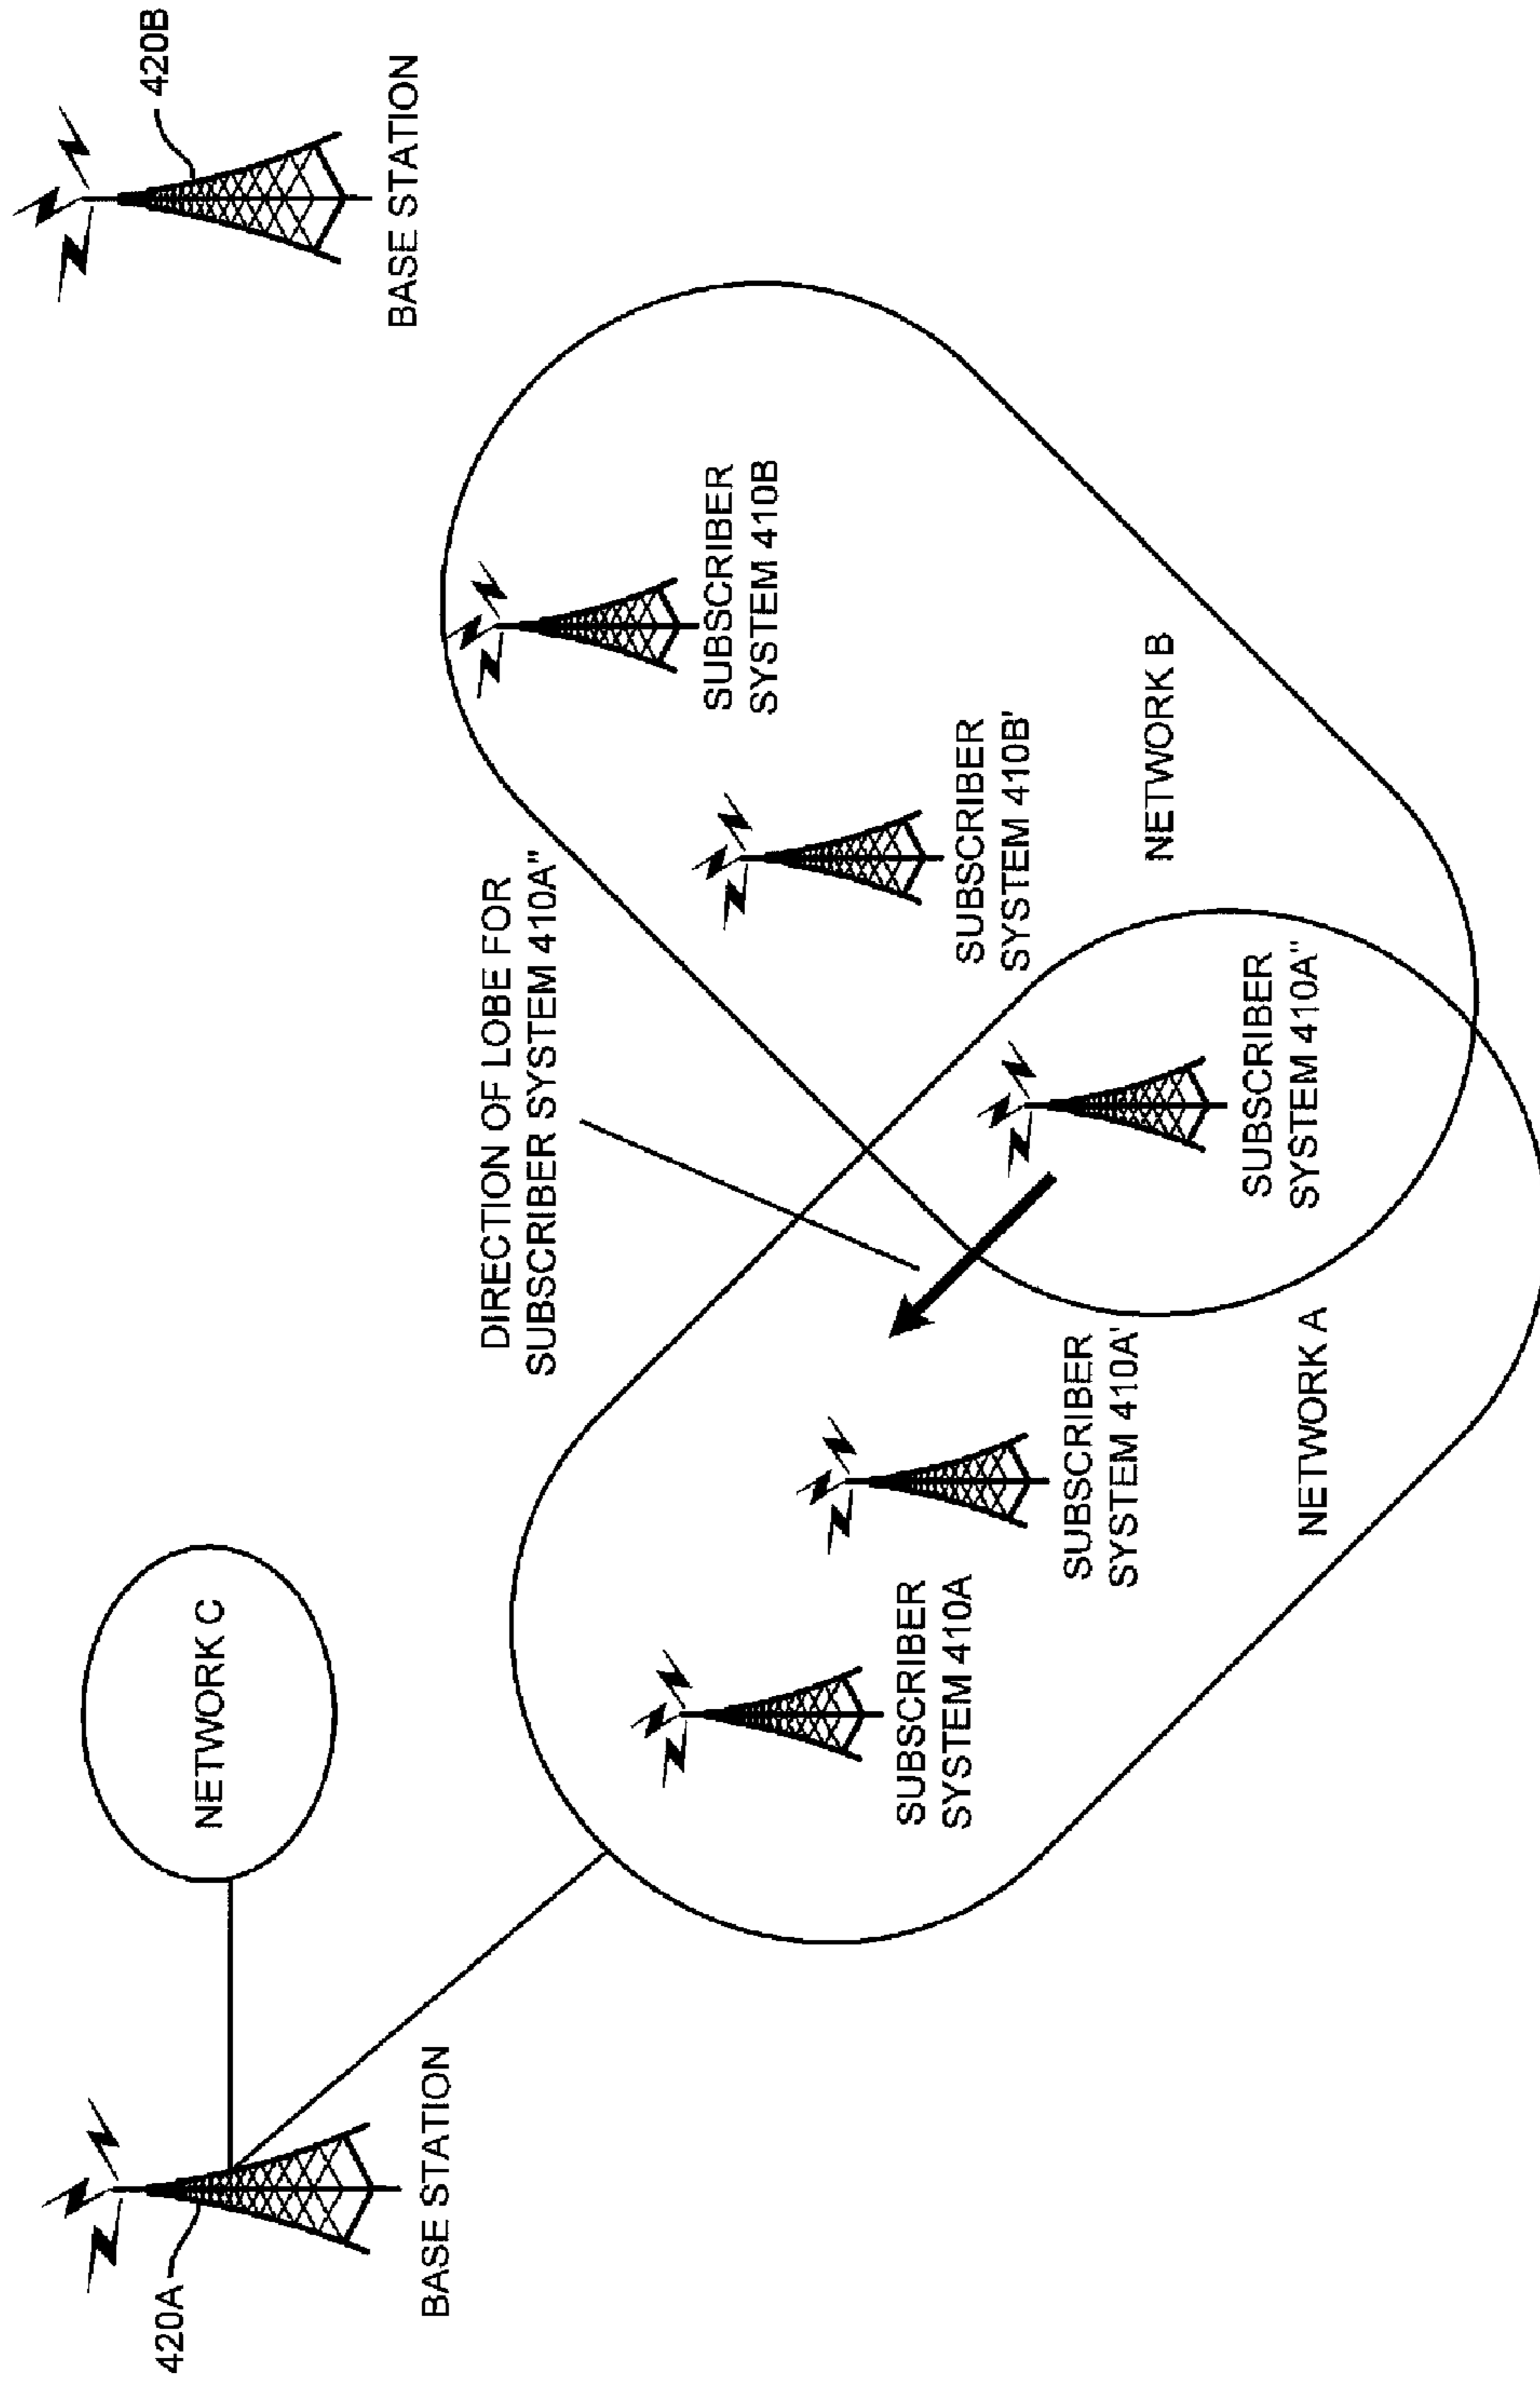 420A
BASE STATION
NETWORK C
420B
BASE STATION
DIRECTION OF LOBE FOR
SUBSCRIBER SYSTEM 410A"
SUBSCRIBER
SYSTEM 410B
SUBSCRIBER
SYSTEM 410B'
NETWORK B
SUBSCRIBER
SYSTEM 410A
SUBSCRIBER
SYSTEM 410A'
SUBSCRIBER
SYSTEM 410A"
NETWORK A